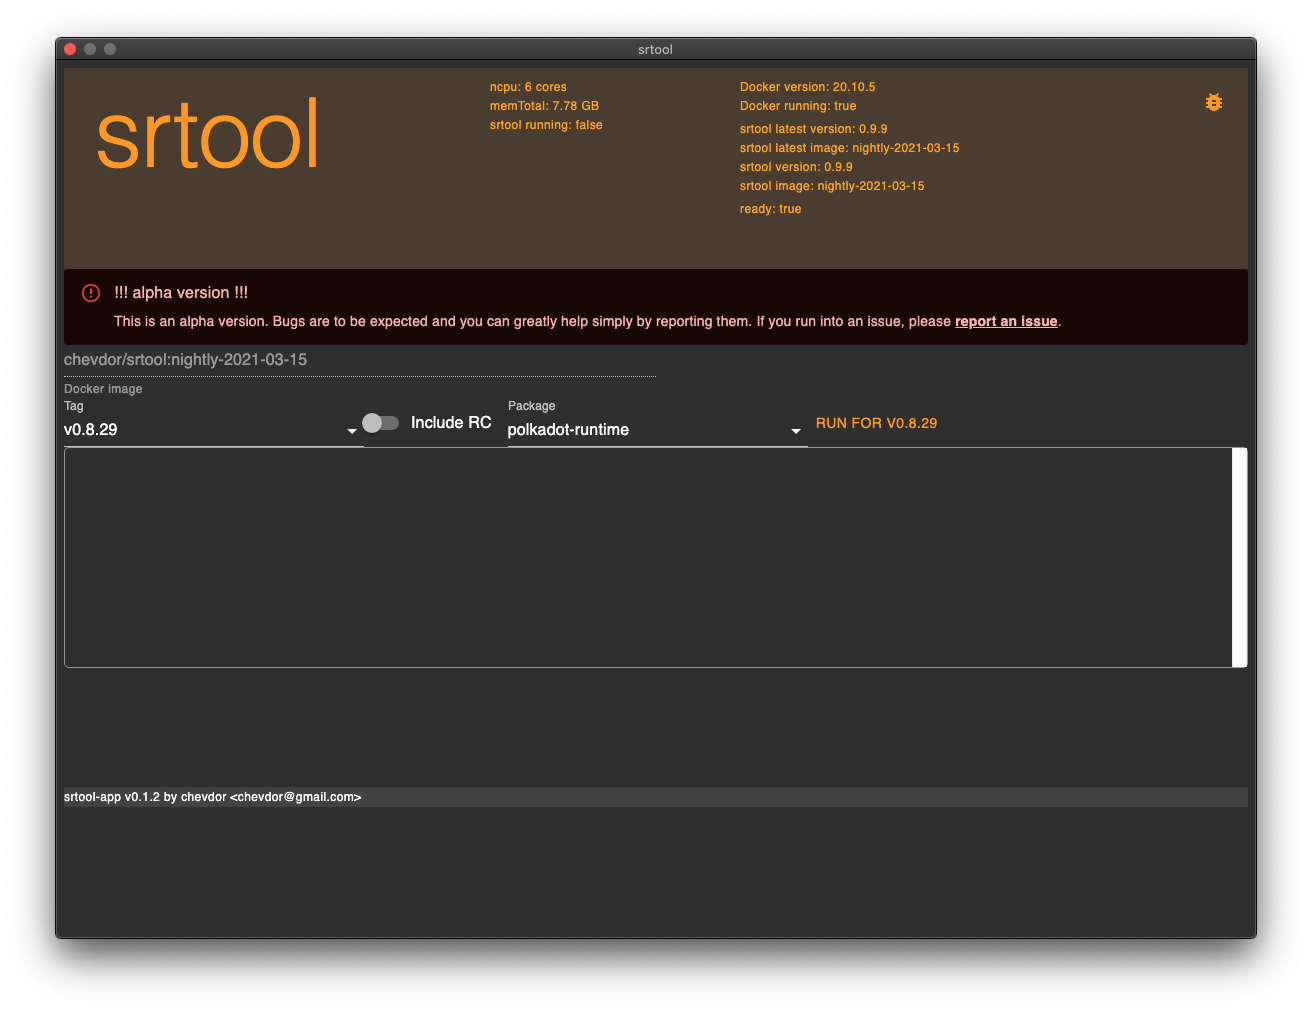 srtool
srtool
ncpu: 6 cores
memTotal: 7.78 GB
srtool running: false
Docker version: 20.10.5
Docker running: true
srtool latest version: 0.9.9
srtool latest image: nightly-2021-03-15
srtool version: 0.9.9
srtool image: nightly-2021-03-15
ready: true
!!! alpha version !!!
This is an alpha version. Bugs are to be expected and you can greatly help simply by reporting them. If you run into an issue, please report an issue.
chevdor/srtool:nightly-2021-03-15
Docker image
Tag
v0.8.29
Include RC
Package
polkadot-runtime
RUN FOR V0.8.29
srtool-app v0.1.2 by chevdor <chevdor@gmail.com>